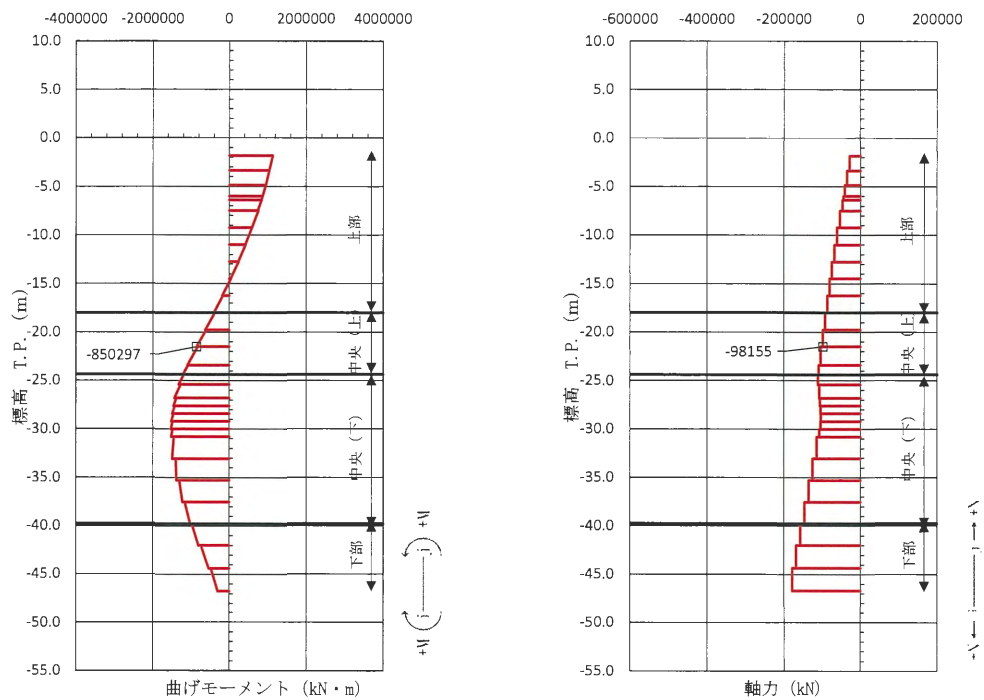 -4000000 -2000000 0 2000000 4000000
10.0
5.0
0.0
-5.0
-10.0
-15.0
-20.0
-25.0
-30.0
-35.0
-40.0
-45.0
-50.0
-55.0
標高, T.P. (m)
上部
中央 (上)
中央 (下)
下部
-850297
曲げモーメント (kN・m)
+M ( i j ) +M
-600000 -400000 -200000 0 200000
10.0
5.0
0.0
-5.0
-10.0
-15.0
-20.0
-25.0
-30.0
-35.0
-40.0
-45.0
-50.0
-55.0
標高, T.P. (m)
上部
中央 (上)
中央 (下)
下部
-98155
軸力 (kN)
+N ← i j → +N